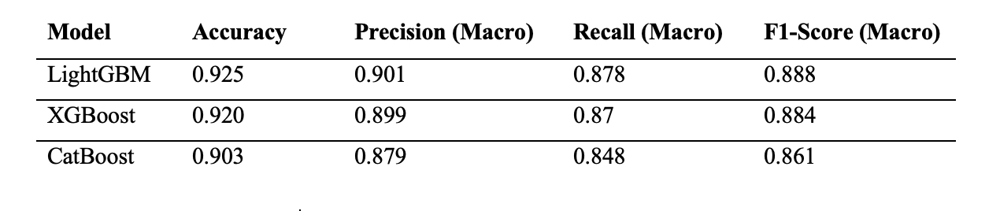 Model Accuracy Precision (Macro) Recall (Macro) F1-Score (Macro)
LightGBM 0.925 0.901 0.878 0.888
XGBoost 0.920 0.899 0.87 0.884
CatBoost 0.903 0.879 0.848 0.861